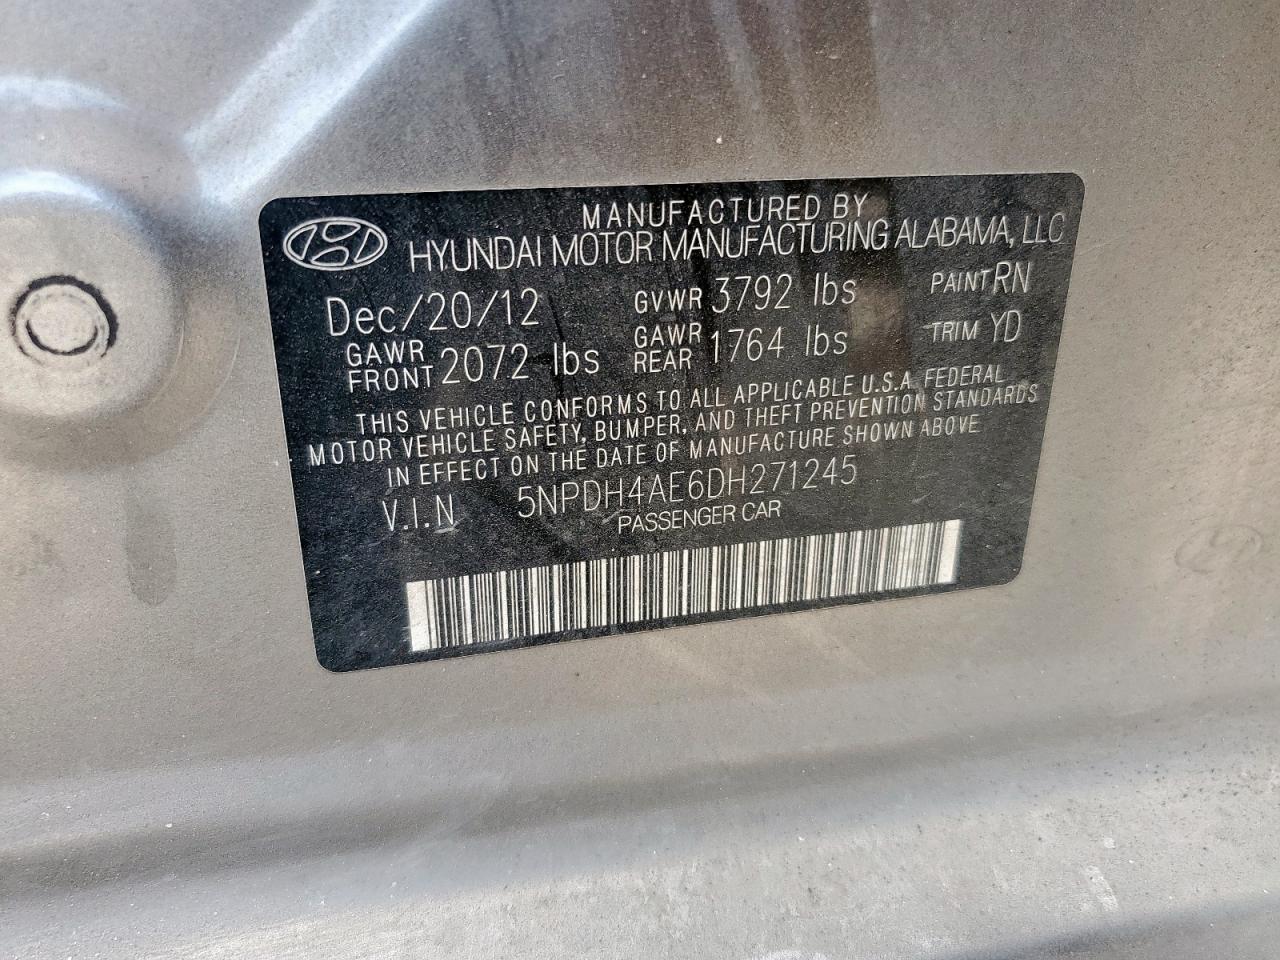 MANUFACTURED BY
HYUNDAI MOTOR MANUFACTURING ALABAMA, LLC
Dec/20/12 GVWR 3792 lbs PAINT RN
GAWR FRONT 2072 lbs GAWR REAR 1764 lbs TRIM YD
THIS VEHICLE CONFORMS TO ALL APPLICABLE U.S.A. FEDERAL
MOTOR VEHICLE SAFETY, BUMPER, AND THEFT PREVENTION STANDARDS
IN EFFECT ON THE DATE OF MANUFACTURE SHOWN ABOVE
V.I.N 5NPDH4AE6DH271245
PASSENGER CAR